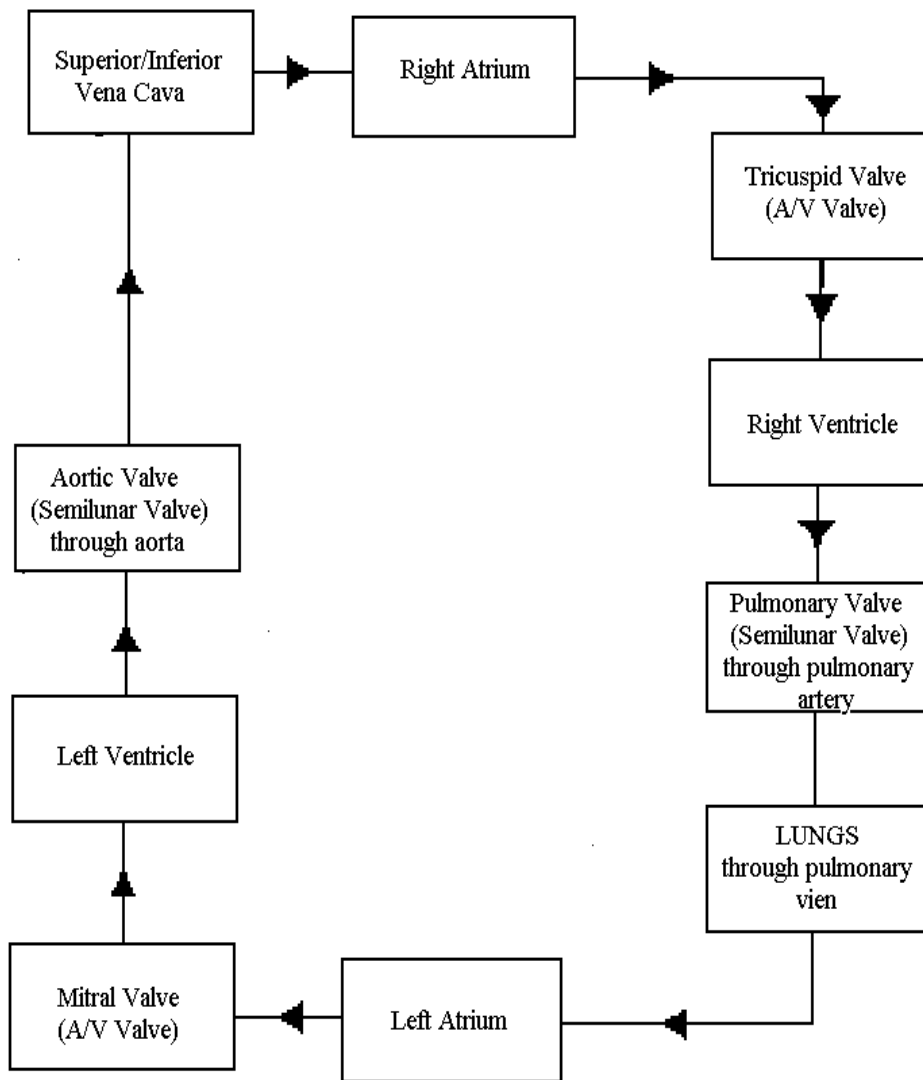 Superior/Inferior
Vena Cava
Right Atrium
Tricuspid Valve
(A/V Valve)
Right Ventricle
Pulmonary Valve
(Semilunar Valve)
through pulmonary
artery
LUNGS
through pulmonary
vien
Left Atrium
Mitral Valve
(A/V Valve)
Left Ventricle
Aortic Valve
(Semilunar Valve)
through aorta